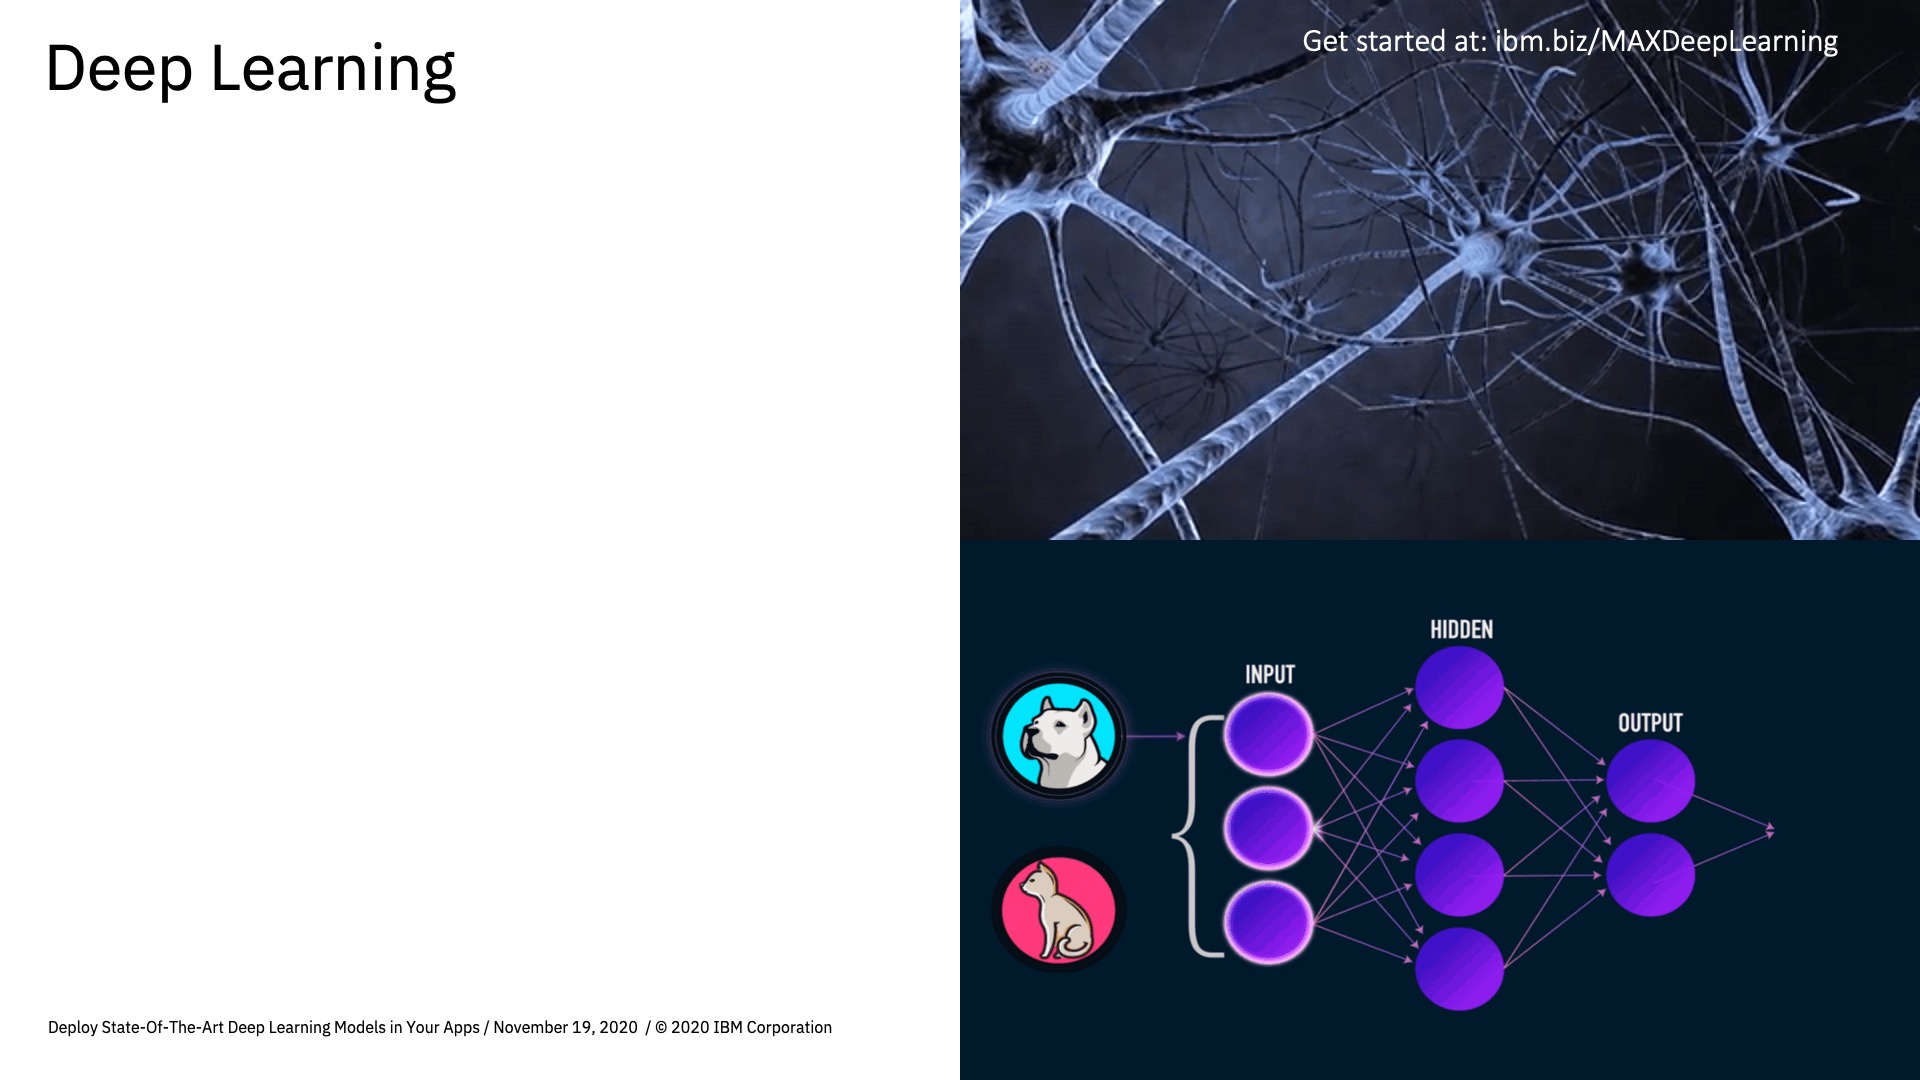 Deep Learning
Get started at: ibm.biz/MAXDeepLearning
HIDDEN
INPUT
OUTPUT
Deploy State-Of-The-Art Deep Learning Models in Your Apps / November 19, 2020 / © 2020 IBM Corporation